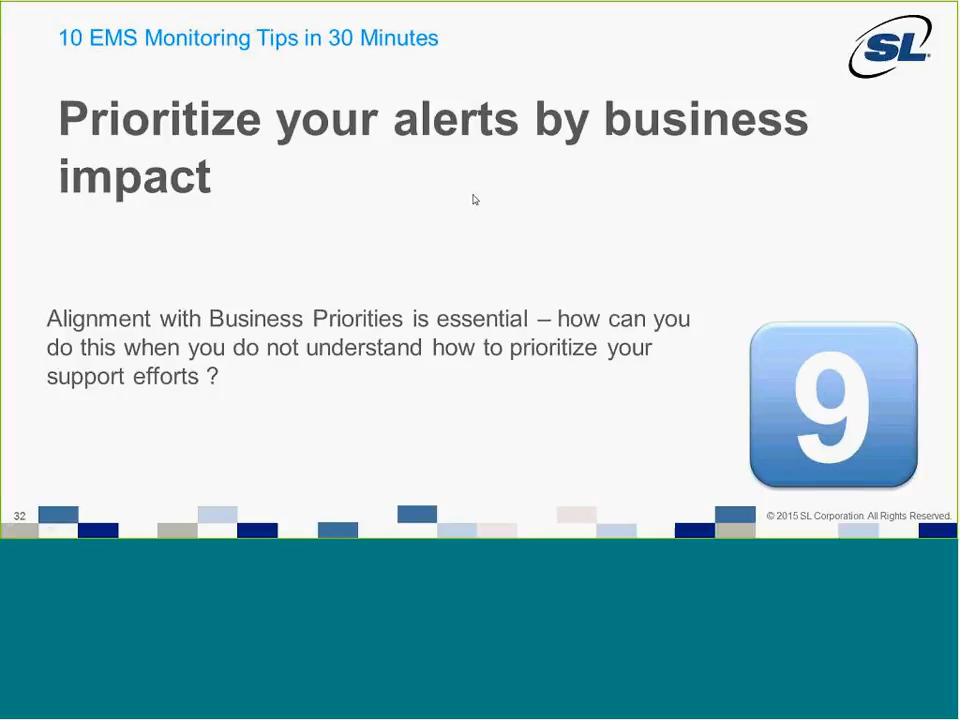 10 EMS Monitoring Tips in 30 Minutes
SL
Prioritize your alerts by business
impact
Alignment with Business Priorities is essential – how can you
do this when you do not understand how to prioritize your
support efforts ?
9
32
© 2015 SL Corporation. All Rights Reserved.